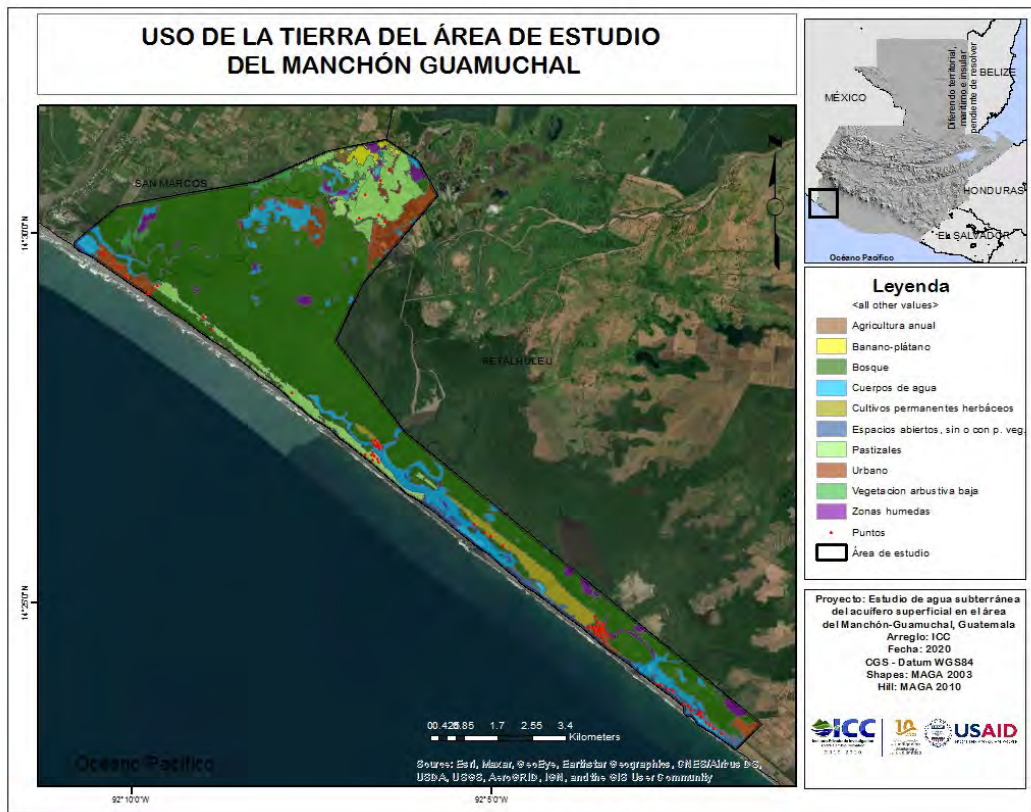 USO DE LA TIERRA DEL ÁREA DE ESTUDIO
DEL MANCHÓN GUAMUCHAL
SAN MARCOS
RETALHULEU
14°30'0"N
14°25'0"N
92°10'0"W
92°5'0"W
Océano Pacífico
1.7 2.55 3.4
Kilometers
Source: Esri, Maxar, GeoEye, Earthstar Geographics, CNES/Airbus DS,
USDA, USGS, AeroGRID, IGN, and the GIS User Community
MÉXICO
BELIZE
Diferendo territorial,
marítimo e insular
pendiente de resolver
HONDURAS
EL SALVADOR
Océano Pacífico
Leyenda
<all other values>
Agricultura anual
Banano-plátano
Bosque
Cuerpos de agua
Cultivos permanentes herbáceos
Espacios abiertos, sin o con p. veg.
Pastizales
Urbano
Vegetacion arbustiva baja
Zonas humedas
Puntos
Área de estudio
Proyecto: Estudio de agua subterránea
del acuífero superficial en el área
del Manchón-Guamuchal, Guatemala
Arreglo: ICC
Fecha: 2020
CGS - Datum WGS84
Shapes: MAGA 2003
Hill: MAGA 2010
ICC
USAID